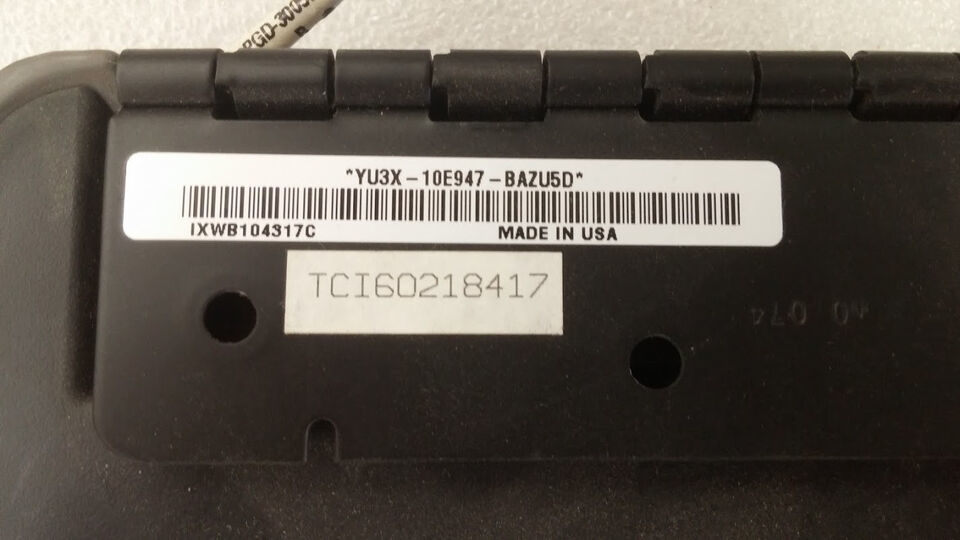 *YU3X-10E947-BAZU5D*
IXWB104317C
MADE IN USA
TCI60218417